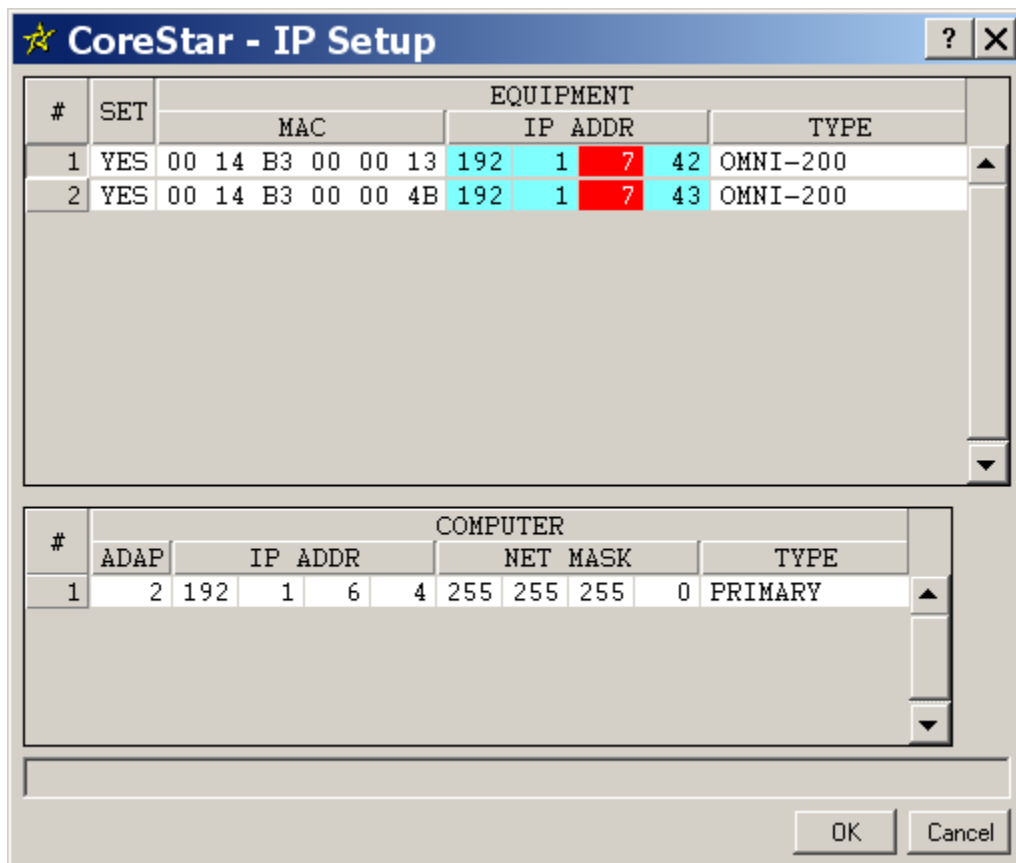 CoreStar - IP Setup ?
# SET EQUIPMENT
MAC IP ADDR TYPE
1 YES 00 14 B3 00 00 13 192 1 7 42 OMNI-200
2 YES 00 14 B3 00 00 4B 192 1 7 43 OMNI-200
# COMPUTER
ADAP IP ADDR NET MASK TYPE
1 2 192 1 6 4 255 255 255 0 PRIMARY
OK Cancel